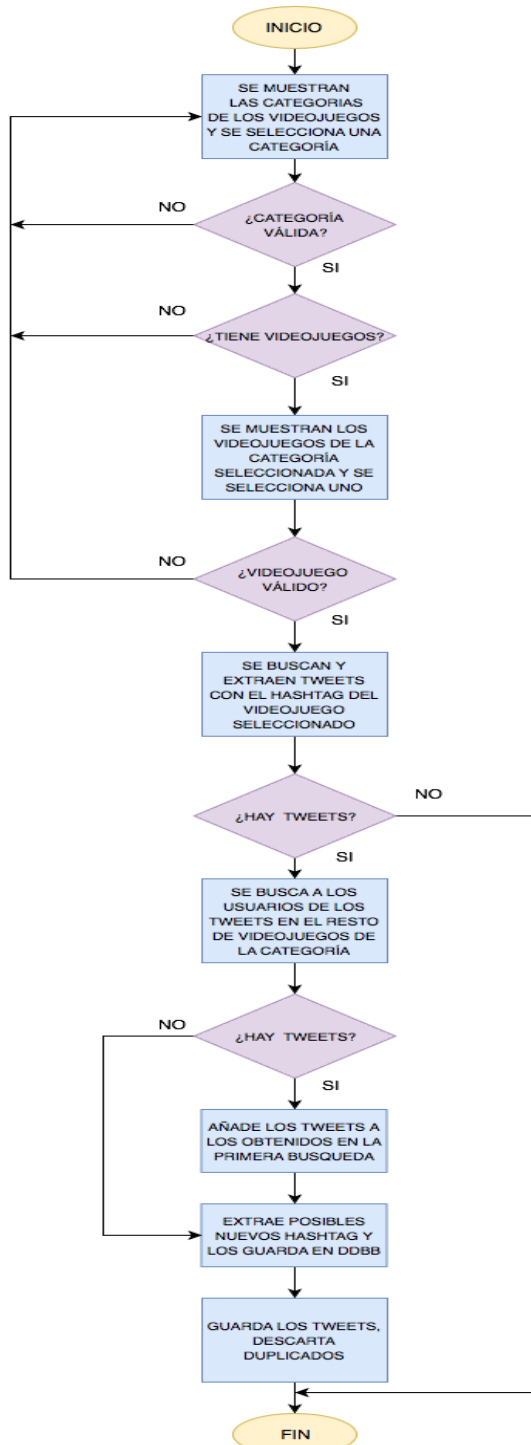 INICIO
SE MUESTRAN
LAS CATEGORIAS
DE LOS VIDEOJUEGOS
Y SE SELECCIONA UNA
CATEGORÍA
NO
¿CATEGORÍA
VÁLIDA?
SI
NO
¿TIENE VIDEOJUEGOS?
SI
SE MUESTRAN LOS
VIDEOJUEGOS DE LA
CATEGORÍA
SELECCIONADA Y SE
SELECCIONA UNO
NO
¿VIDEOJUEGO
VÁLIDO?
SI
SE BUSCAN Y
EXTRAEN TWEETS
CON EL HASHTAG DEL
VIDEOJUEGO
SELECCIONADO
¿HAY TWEETS?
NO
SI
SE BUSCA A LOS
USUARIOS DE LOS
TWEETS EN EL RESTO
DE VIDEOJUEGOS DE
LA CATEGORÍA
NO
¿HAY TWEETS?
SI
AÑADE LOS TWEETS A
LOS OBTENIDOS EN LA
PRIMERA BUSQUEDA
EXTRAE POSIBLES
NUEVOS HASHTAG Y
LOS GUARDA EN DDBB
GUARDA LOS TWEETS,
DESCARTA
DUPLICADOS
FIN